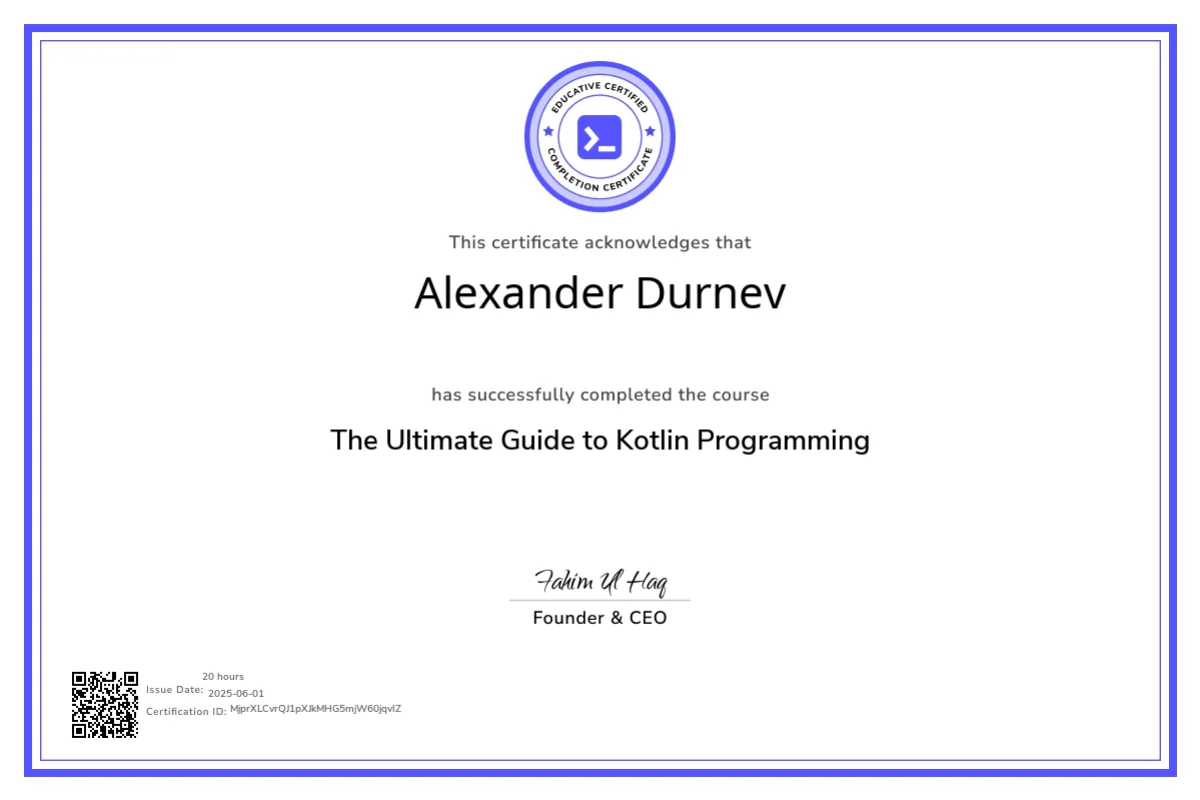 EDUCATIVE CERTIFIED
COMPLETION CERTIFICATE
This certificate acknowledges that
Alexander Durnev
has successfully completed the course
The Ultimate Guide to Kotlin Programming
Fahim Ul Haq
Founder & CEO
20 hours
Issue Date: 2025-06-01
Certification ID: MjprXLCvrQJ1pXJkMHG5mjW60jqvlZ